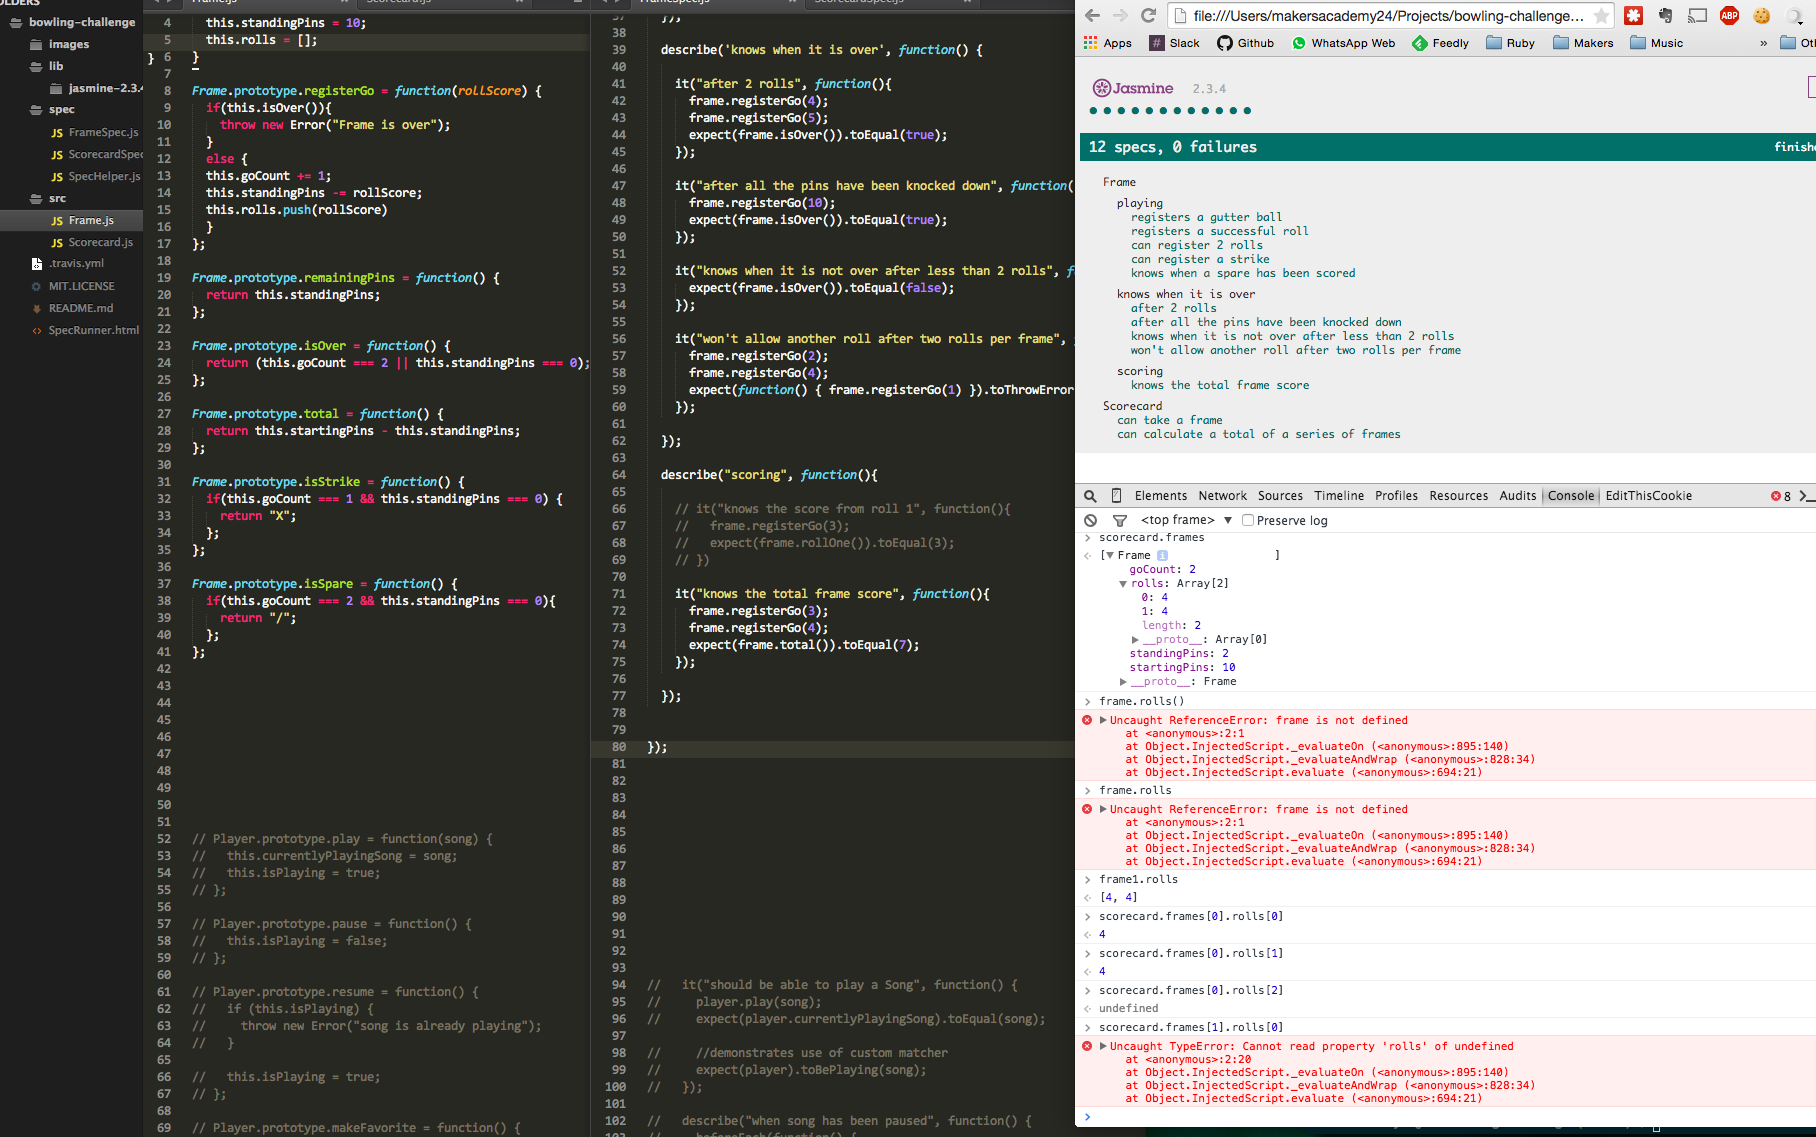 OLDERS
bowling-challenge
images
lib
jasmine-2.3.4
spec
JS FrameSpec.js
JS ScorecardSpec
JS SpecHelper.js
src
JS Frame.js
JS Scorecard.js
.travis.yml
MIT.LICENSE
README.md
<> SpecRunner.html
4 this.standingPins = 10;
5 this.rolls = [];
} 6 }
7
8 Frame.prototype.registerGo = function(rollScore) {
9 if(this.isOver()){
10 throw new Error("Frame is over");
11 }
12 else {
13 this.goCount += 1;
14 this.standingPins -= rollScore;
15 this.rolls.push(rollScore)
16 }
17 };
18
19 Frame.prototype.remainingPins = function() {
20 return this.standingPins;
21 };
22
23 Frame.prototype.isOver = function() {
24 return (this.goCount === 2 || this.standingPins === 0);
25 };
26
27 Frame.prototype.total = function() {
28 return this.startingPins - this.standingPins;
29 };
30
31 Frame.prototype.isStrike = function() {
32 if(this.goCount === 1 && this.standingPins === 0) {
33 return "X";
34 };
35 };
36
37 Frame.prototype.isSpare = function() {
38 if(this.goCount === 2 && this.standingPins === 0){
39 return "/";
40 };
41 };
42
43
44
45
46
47
48
49
50
51
52 // Player.prototype.play = function(song) {
53 // this.currentlyPlayingSong = song;
54 // this.isPlaying = true;
55 // };
56
57 // Player.prototype.pause = function() {
58 // this.isPlaying = false;
59 // };
60
61 // Player.prototype.resume = function() {
62 // if (this.isPlaying) {
63 // throw new Error("song is already playing");
64 // }
65
66 // this.isPlaying = true;
67 // };
68
69 // Player.prototype.makeFavorite = function() {
37 });
38
39 describe('knows when it is over', function() {
40
41 it("after 2 rolls", function(){
42 frame.registerGo(4);
43 frame.registerGo(5);
44 expect(frame.isOver()).toEqual(true);
45 });
46
47 it("after all the pins have been knocked down", function(
48 frame.registerGo(10);
49 expect(frame.isOver()).toEqual(true);
50 });
51
52 it("knows when it is not over after less than 2 rolls", f
53 expect(frame.isOver()).toEqual(false);
54 });
55
56 it("won't allow another roll after two rolls per frame",
57 frame.registerGo(2);
58 frame.registerGo(4);
59 expect(function() { frame.registerGo(1) }).toThrowError
60 });
61
62 });
63
64 describe("scoring", function(){
65
66 // it("knows the score from roll 1", function(){
67 // frame.registerGo(3);
68 // expect(frame.rollOne()).toEqual(3);
69 // })
70
71 it("knows the total frame score", function(){
72 frame.registerGo(3);
73 frame.registerGo(4);
74 expect(frame.total()).toEqual(7);
75 });
76
77 });
78
79
80 });
81
82
83
84
85
86
87
88
89
90
91
92
93
94 // it("should be able to play a Song", function() {
95 // player.play(song);
96 // expect(player.currentlyPlayingSong).toEqual(song);
97
98 // //demonstrates use of custom matcher
99 // expect(player).toBePlaying(song);
100 // });
101
102 // describe("when song has been paused", function() {
file:///Users/makersacademy24/Projects/bowling-challenge... ABP
Apps Slack Github WhatsApp Web Feedly Ruby Makers Music » Ot
Jasmine 2.3.4
12 specs, 0 failures finish
Frame
playing
registers a gutter ball
registers a successful roll
can register 2 rolls
can register a strike
knows when a spare has been scored
knows when it is over
after 2 rolls
after all the pins have been knocked down
knows when it is not over after less than 2 rolls
won't allow another roll after two rolls per frame
scoring
knows the total frame score
Scorecard
can take a frame
can calculate a total of a series of frames
Elements Network Sources Timeline Profiles Resources Audits Console EditThisCookie 8
<top frame> ▼ Preserve log
scorecard.frames
[▼ Frame i ]
goCount: 2
▼ rolls: Array[2]
0: 4
1: 4
length: 2
▶ __proto__: Array[0]
standingPins: 2
startingPins: 10
▶ __proto__: Frame
frame.rolls()
▶ Uncaught ReferenceError: frame is not defined
at <anonymous>:2:1
at Object.InjectedScript._evaluateOn (<anonymous>:895:140)
at Object.InjectedScript._evaluateAndWrap (<anonymous>:828:34)
at Object.InjectedScript.evaluate (<anonymous>:694:21)
frame.rolls
▶ Uncaught ReferenceError: frame is not defined
at <anonymous>:2:1
at Object.InjectedScript._evaluateOn (<anonymous>:895:140)
at Object.InjectedScript._evaluateAndWrap (<anonymous>:828:34)
at Object.InjectedScript.evaluate (<anonymous>:694:21)
frame1.rolls
[4, 4]
scorecard.frames[0].rolls[0]
4
scorecard.frames[0].rolls[1]
4
scorecard.frames[0].rolls[2]
undefined
scorecard.frames[1].rolls[0]
▶ Uncaught TypeError: Cannot read property 'rolls' of undefined
at <anonymous>:2:20
at Object.InjectedScript._evaluateOn (<anonymous>:895:140)
at Object.InjectedScript._evaluateAndWrap (<anonymous>:828:34)
at Object.InjectedScript.evaluate (<anonymous>:694:21)